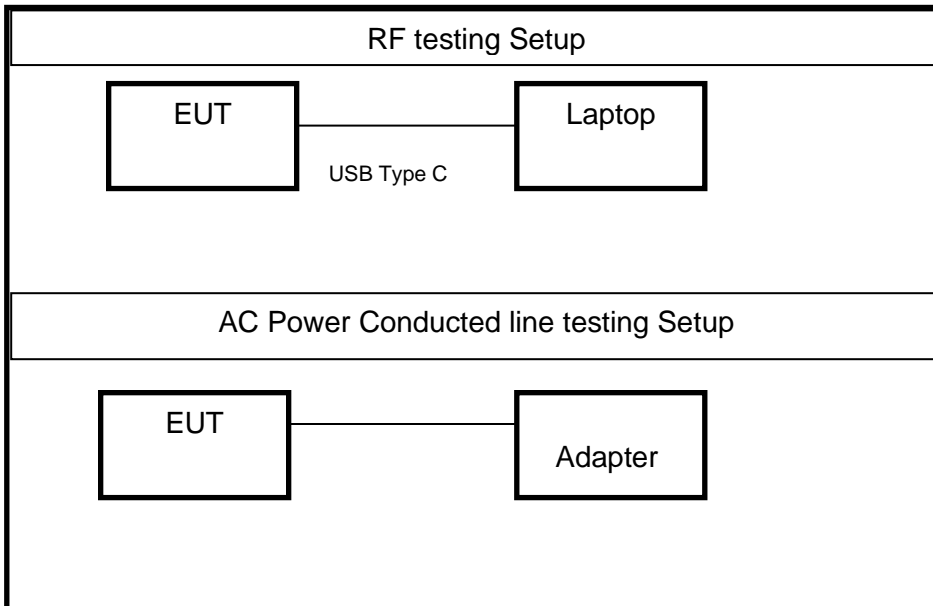 RF testing Setup
EUT
Laptop
USB Type C
AC Power Conducted line testing Setup
EUT
Adapter